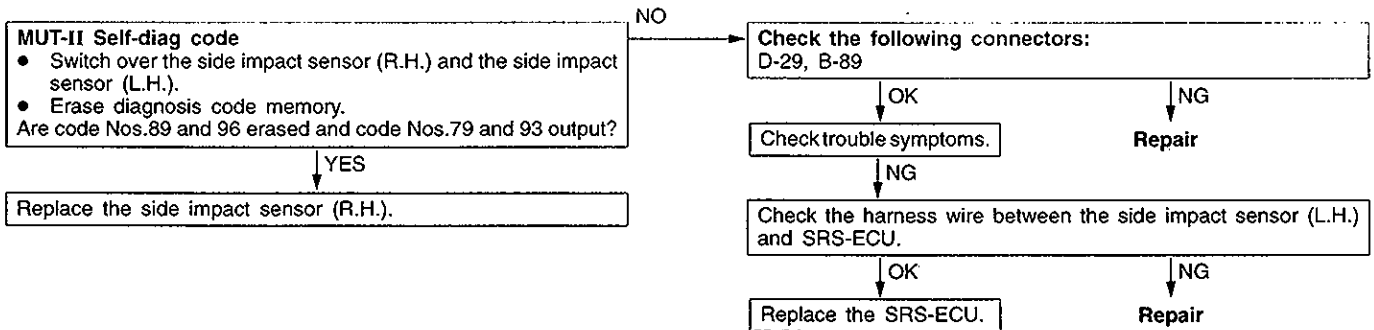 MUT-II Self-diag code
● Switch over the side impact sensor (R.H.) and the side impact
sensor (L.H.).
● Erase diagnosis code memory.
Are code Nos.89 and 96 erased and code Nos.79 and 93 output?
YES
Replace the side impact sensor (R.H.).
NO
Check the following connectors:
D-29, B-89
OK
NG
Check trouble symptoms.
Repair
NG
Check the harness wire between the side impact sensor (L.H.)
and SRS-ECU.
OK
NG
Replace the SRS-ECU.
Repair